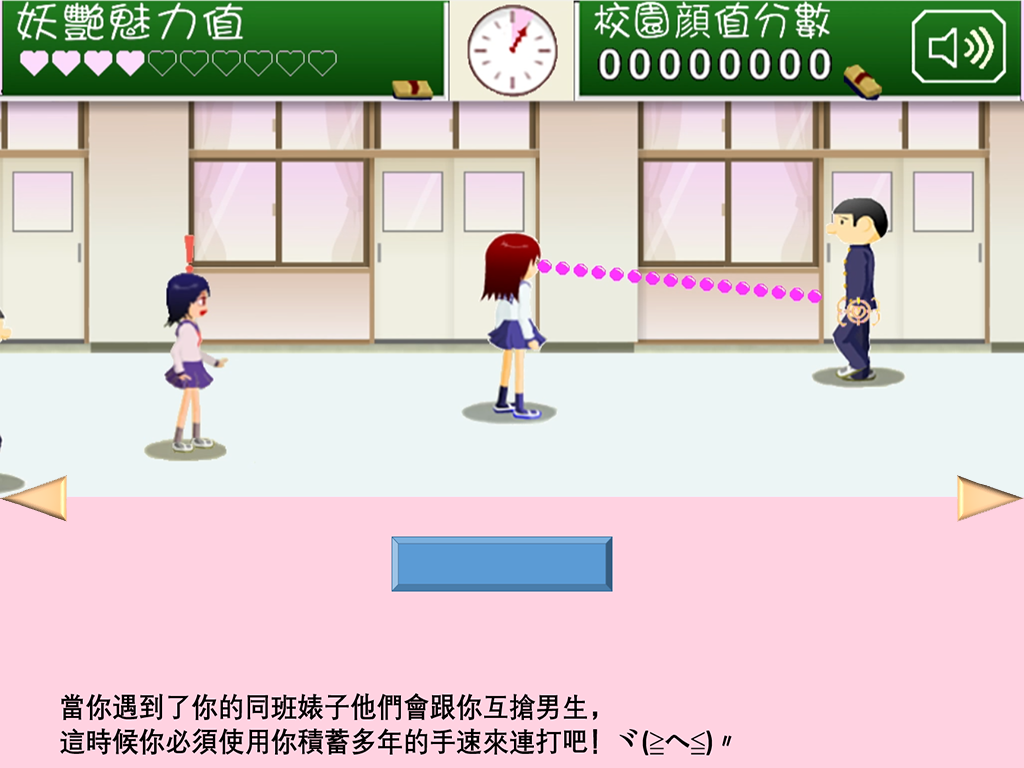 妖艷魅力值
校園顏值分數
00000000
當你遇到了你的同班婊子他們會跟你互搶男生，
這時候你必須使用你積蓄多年的手速來連打吧！ヾ(≧へ≦)〃